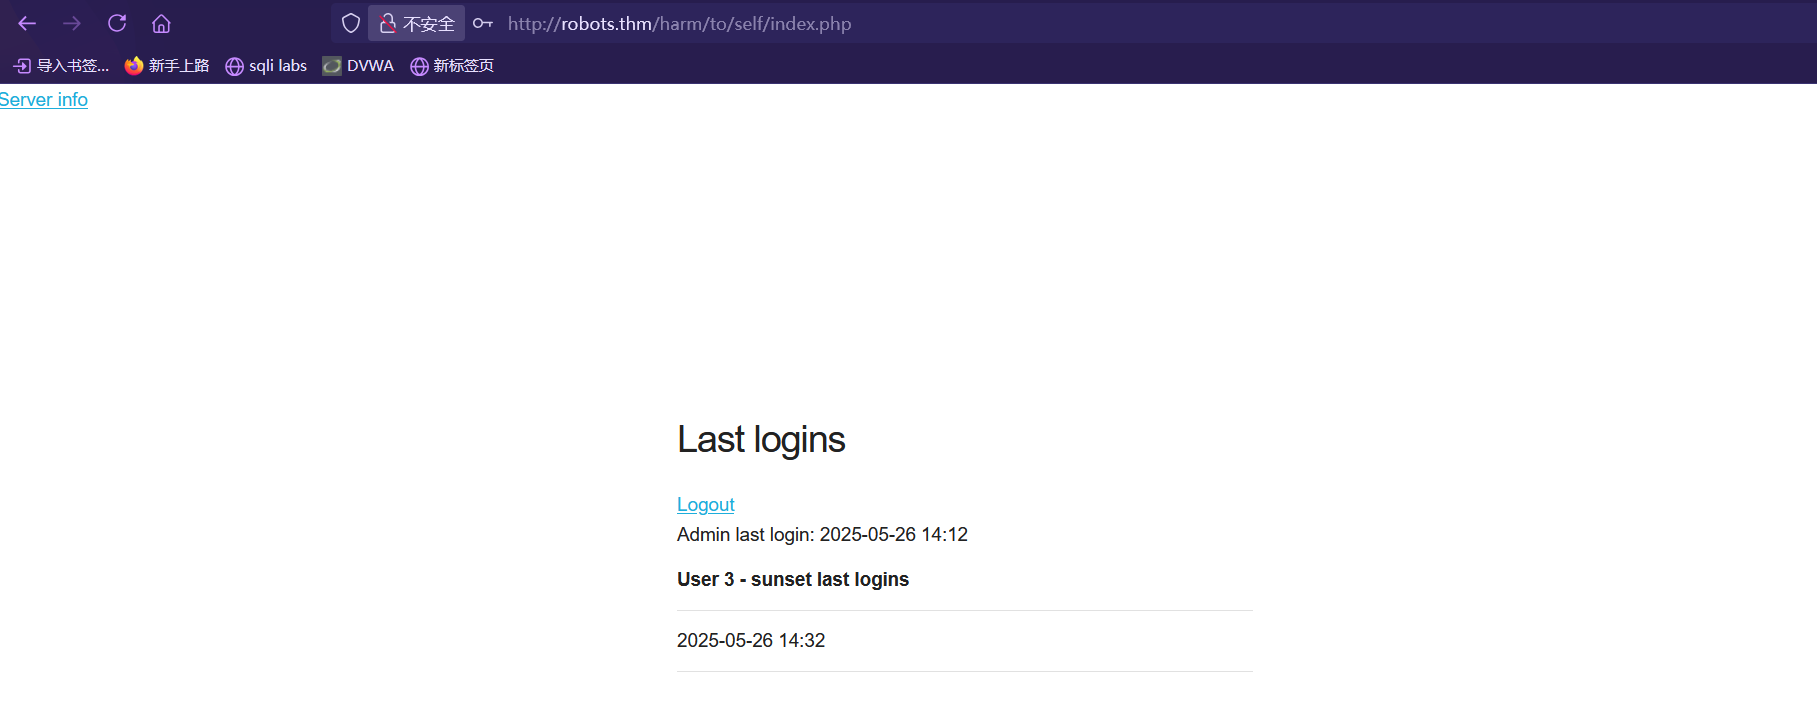 不安全 http://robots.thm/harm/to/self/index.php
导入书签... 新手上路 sqli labs DVWA 新标签页
Server info
Last logins
Logout
Admin last login: 2025-05-26 14:12
User 3 - sunset last logins
2025-05-26 14:32